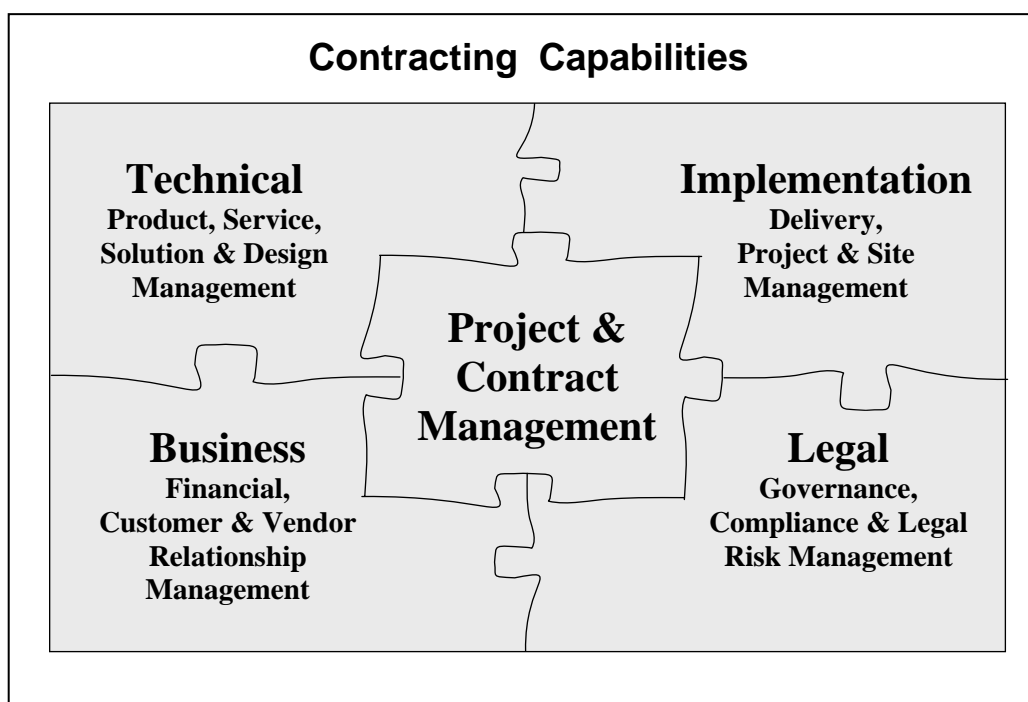 Contracting Capabilities
Technical
Product, Service,
Solution & Design
Management
Implementation
Delivery,
Project & Site
Management
Project &
Contract
Management
Business
Financial,
Customer & Vendor
Relationship
Management
Legal
Governance,
Compliance & Legal
Risk Management